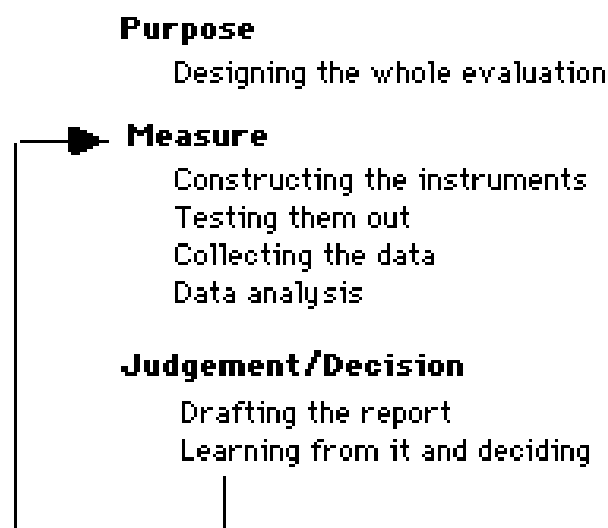 Purpose
Designing the whole evaluation
Measure
Constructing the instruments
Testing them out
Collecting the data
Data analysis
Judgement/Decision
Drafting the report
Learning from it and deciding